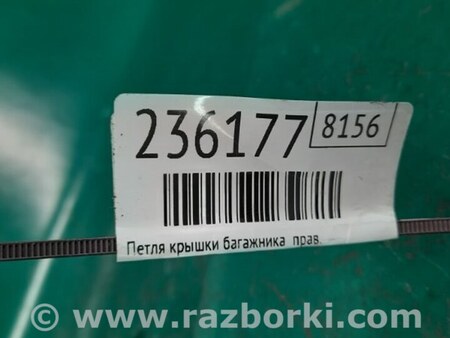 236177 8156
Петля крышки багажника прав.
© www.razborki.com